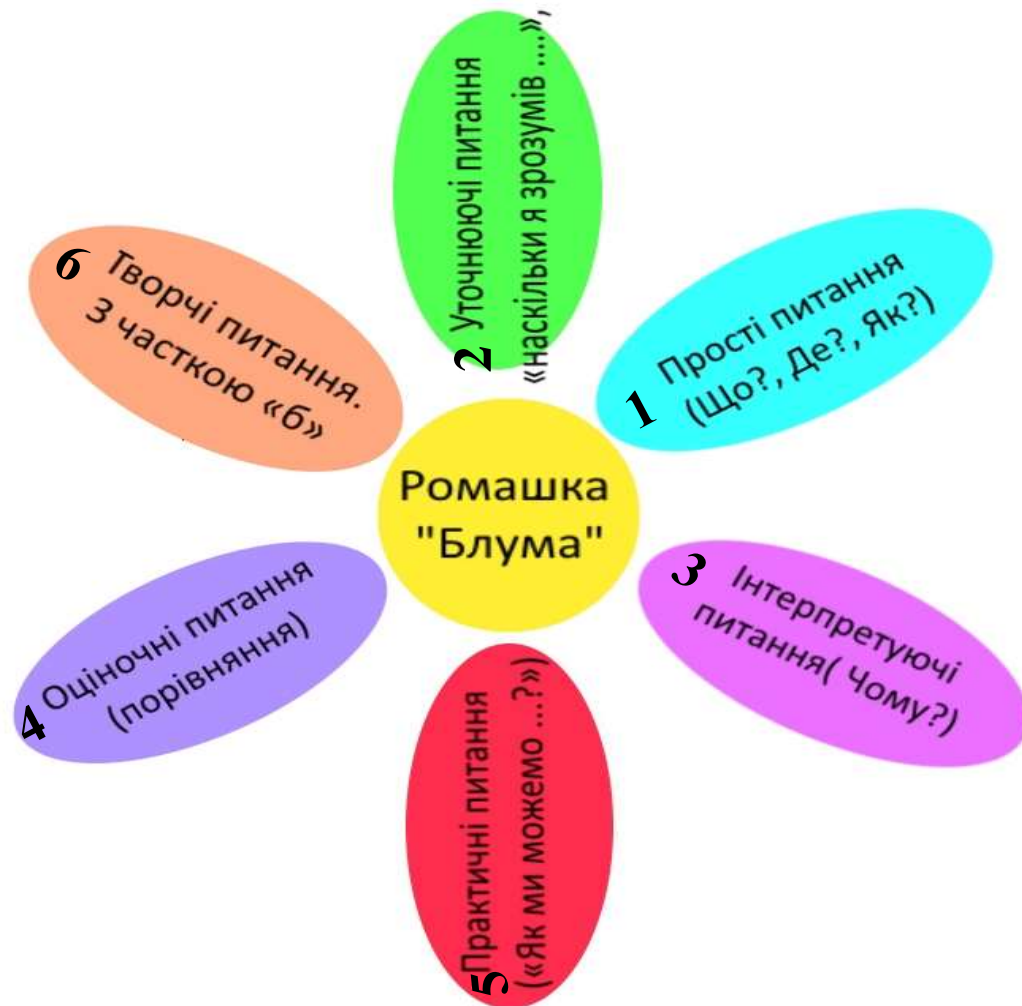 Ромашка
"Блума"
1 Прості питання
(Що?, Де?, Як?)
2 Уточнюючі питання
«наскільки я зрозумів ....»,
3 Інтерпретуючі
питання( Чому?)
4 Оціночні питання
(порівняння)
5 Практичні питання
(«Як ми можемо ...?»)
6 Творчі питання.
З часткою «б»